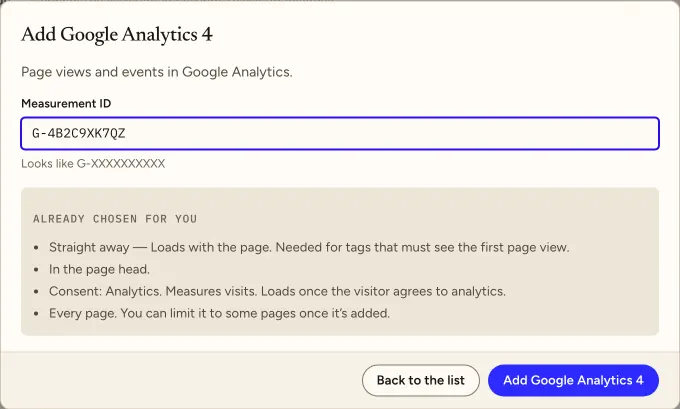 Add Google Analytics 4
Page views and events in Google Analytics.
Measurement ID
G-4B2C9XK7QZ
Looks like G-XXXXXXXXXX
ALREADY CHOSEN FOR YOU
• Straight away — Loads with the page. Needed for tags that must see the first page view.
• In the page head.
• Consent: Analytics. Measures visits. Loads once the visitor agrees to analytics.
• Every page. You can limit it to some pages once it’s added.
Back to the list
Add Google Analytics 4